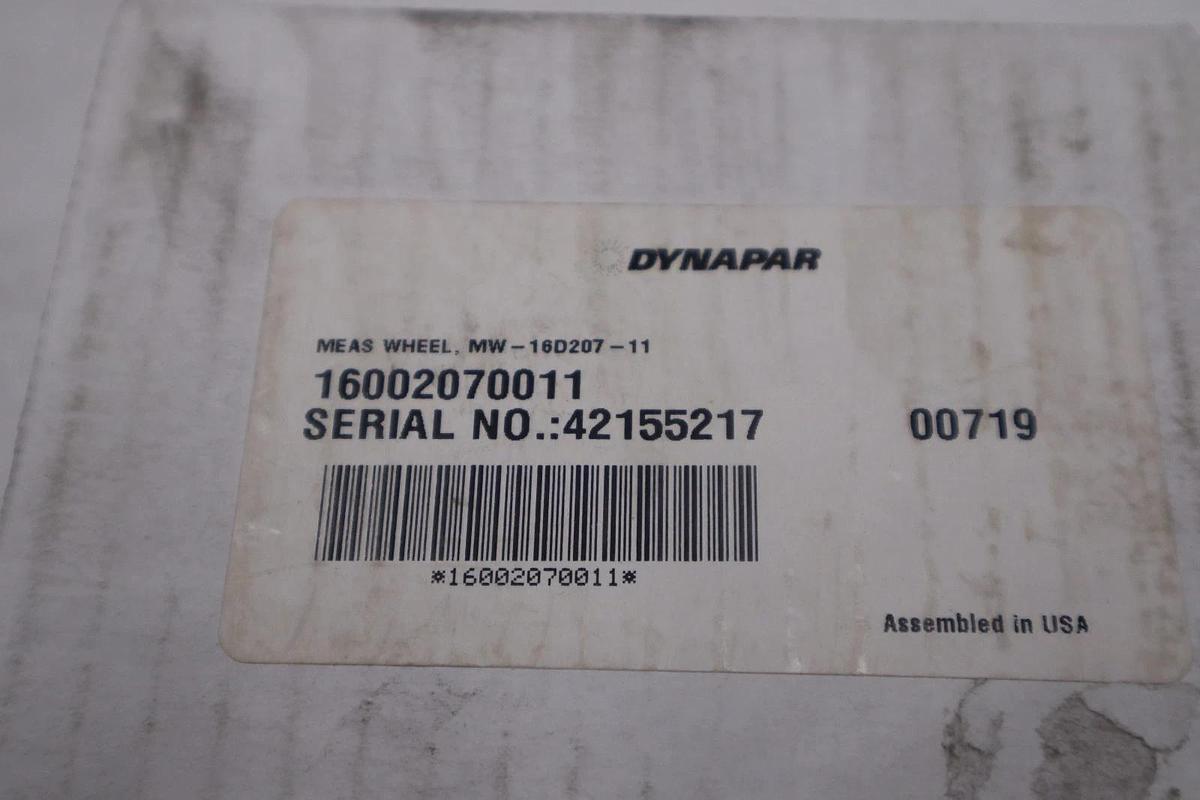 DYNAPAR
MEAS WHEEL, MW-16D207-11
16002070011
SERIAL NO.:42155217 00719
*16002070011*
Assembled in USA